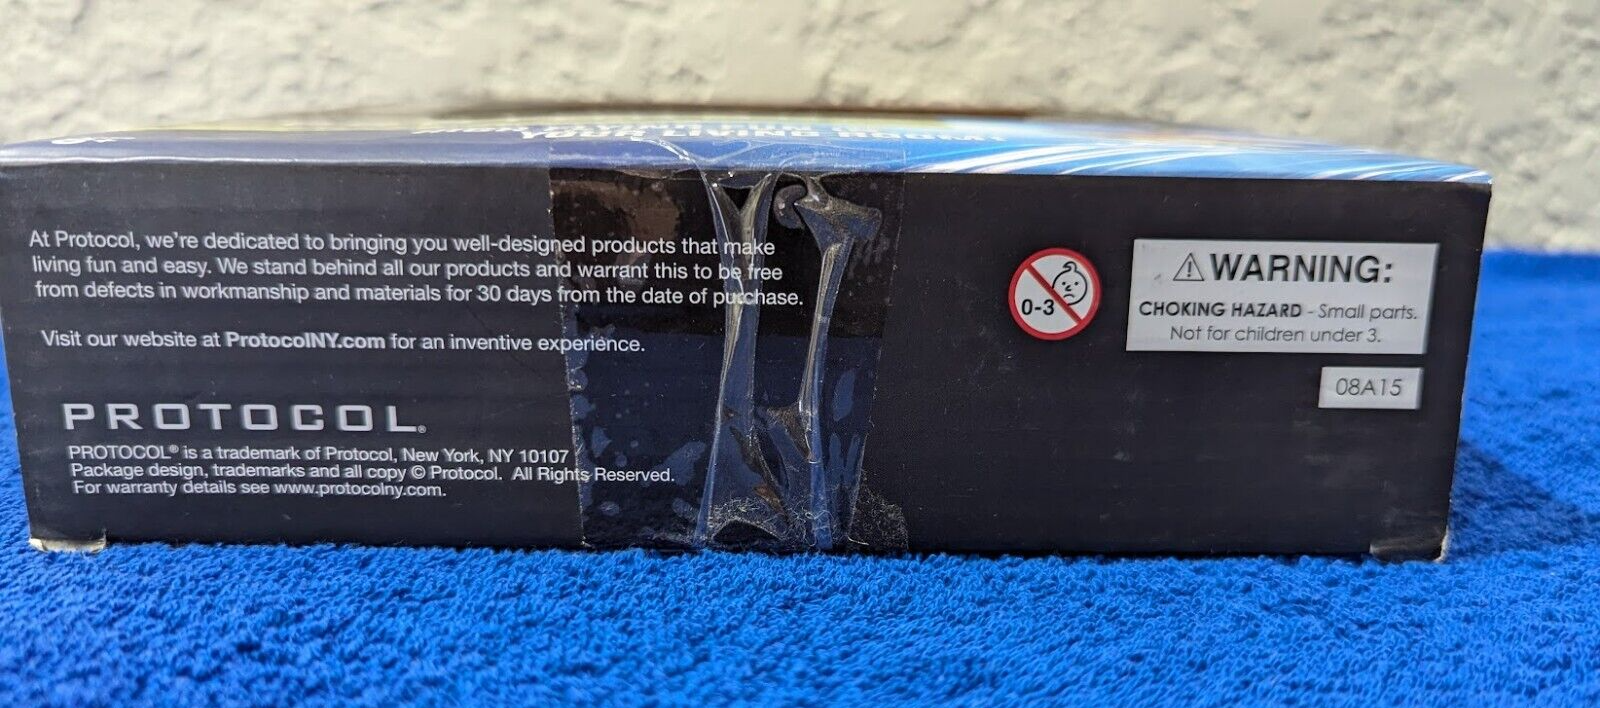 YOUR LIVING ROOM!
At Protocol, we're dedicated to bringing you well-designed products that make
living fun and easy. We stand behind all our products and warrant this to be free
from defects in workmanship and materials for 30 days from the date of purchase.
Visit our website at ProtocolNY.com for an inventive experience.
PROTOCOL®
PROTOCOL® is a trademark of Protocol, New York, NY 10107
Package design, trademarks and all copy © Protocol. All Rights Reserved.
For warranty details see www.protocolny.com.
0-3
⚠WARNING:
CHOKING HAZARD - Small parts.
Not for children under 3.
08A15